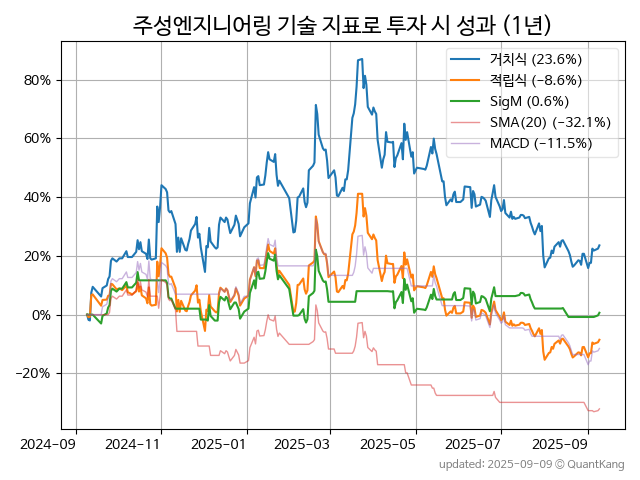 주성엔지니어링 기술 지표로 투자 시 성과 (1년)
거치식 (23.6%)
적립식 (−8.6%)
SigM (0.6%)
SMA(20) (−32.1%)
MACD (−11.5%)
80%
60%
40%
20%
0%
−20%
2024-09 2024-11 2025-01 2025-03 2025-05 2025-07 2025-09
updated: 2025-09-09 © QuantKang